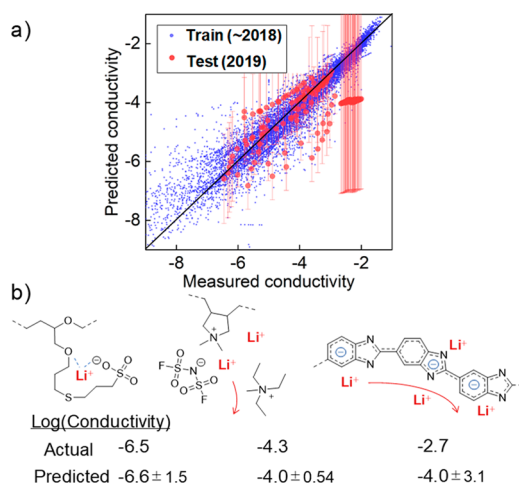 a)
Train (~2018)
Test (2019)
Predicted conductivity
-2
-4
-6
-8
-8 -6 -4 -2
Measured conductivity
b)
O
O
Li⁺
⊖
O
O
S
O
S
N⁺
Li⁺
Li⁺
O
O
F S N⁻
O S O
F
N⁺
N
N
N
N
N
N
⊖
⊖
⊖
Li⁺
Li⁺
Li⁺
Li⁺
Log(Conductivity)
Actual -6.5 -4.3 -2.7
Predicted -6.6 ± 1.5 -4.0 ± 0.54 -4.0 ± 3.1